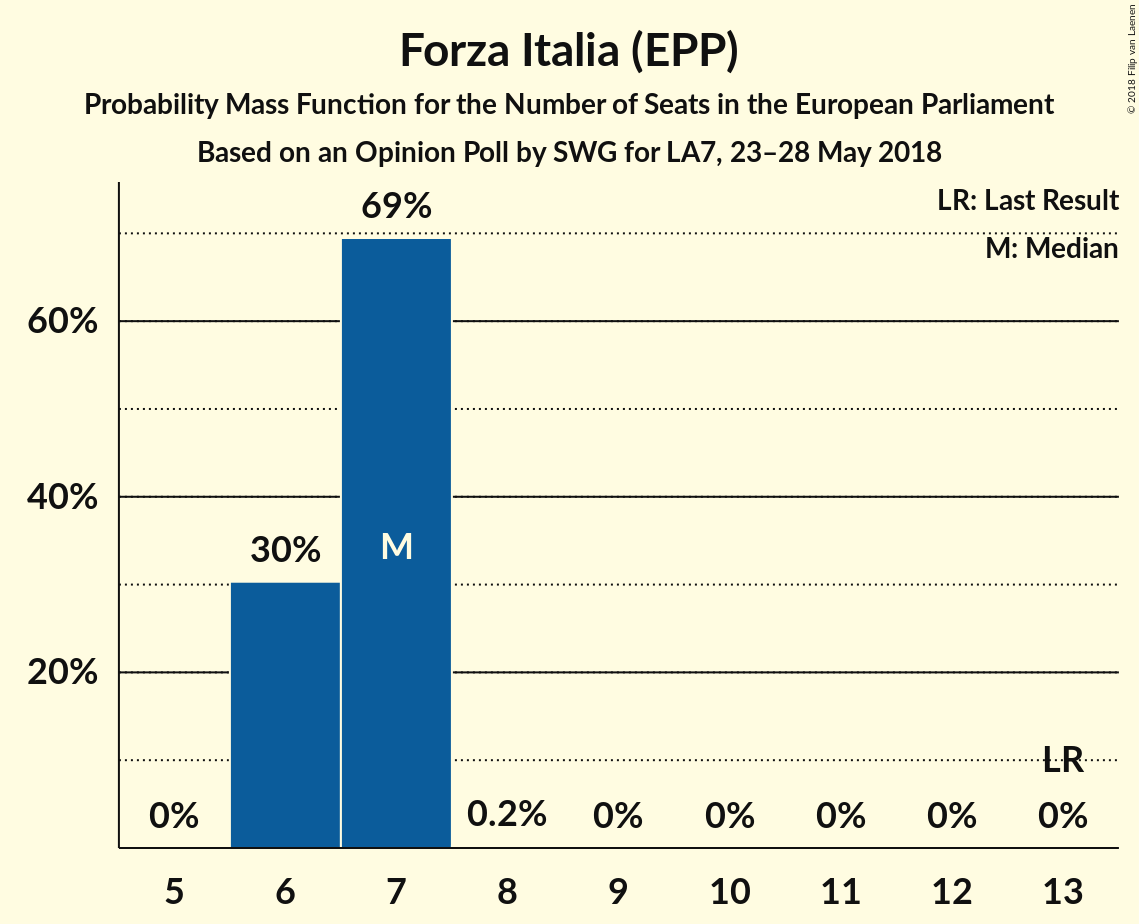 Forza Italia (EPP)
Probability Mass Function for the Number of Seats in the European Parliament
Based on an Opinion Poll by SWG for LA7, 23–28 May 2018
© 2018 Filip van Laenen
LR: Last Result
M: Median
69%
60%
40%
30%
M
20%
LR
0%
0.2%
0%
0%
0%
0%
0%
5
6
7
8
9
10
11
12
13